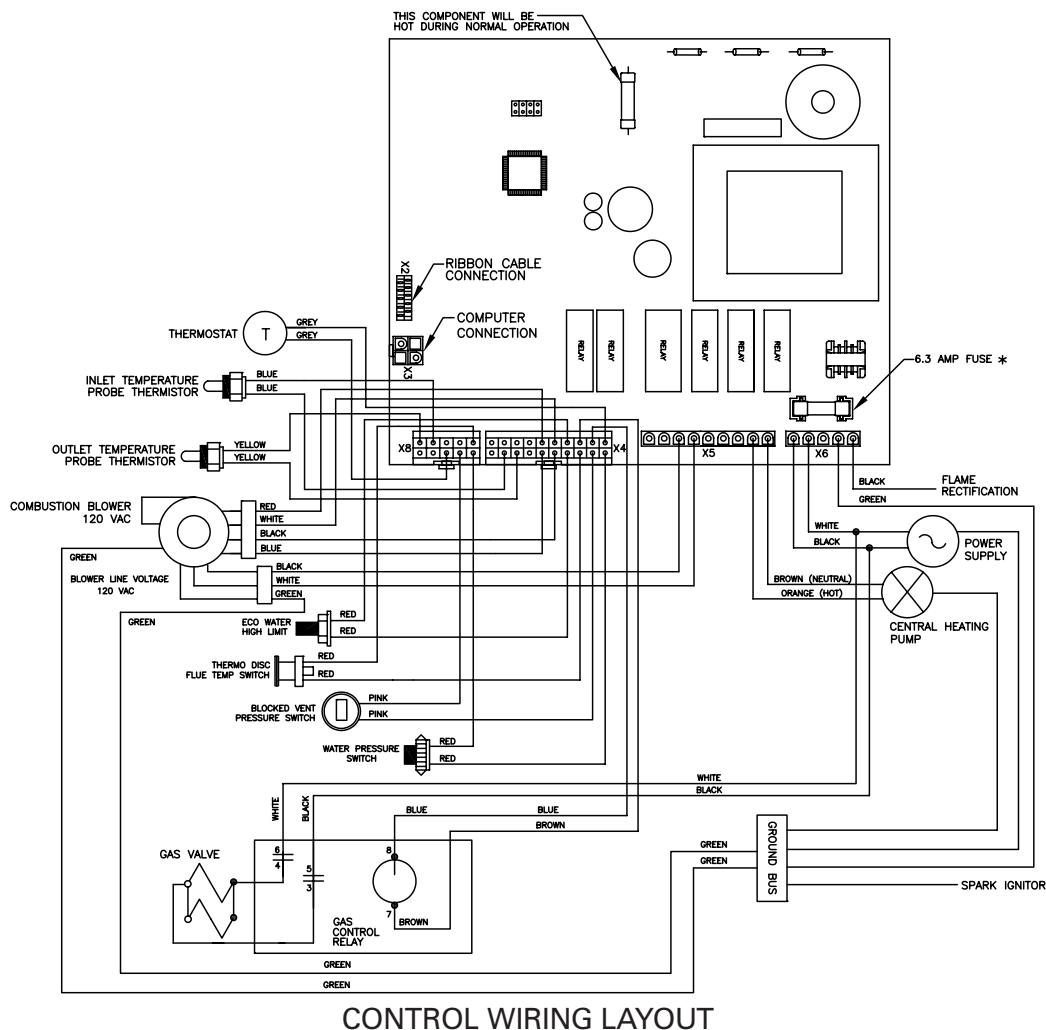 THIS COMPONENT WILL BE
HOT DURING NORMAL OPERATION
X2
RIBBON CABLE
CONNECTION
COMPUTER
CONNECTION
X3
THERMOSTAT
T
GREY
GREY
RELAY
RELAY
RELAY
RELAY
RELAY
RELAY
6.3 AMP FUSE *
INLET TEMPERATURE
PROBE THERMISTOR
BLUE
BLUE
OUTLET TEMPERATURE
PROBE THERMISTOR
YELLOW
YELLOW
X8
X4
X5
X6
BLACK
FLAME
RECTIFICATION
GREEN
COMBUSTION BLOWER
120 VAC
RED
WHITE
BLACK
BLUE
GREEN
WHITE
BLACK
POWER
SUPPLY
BLOWER LINE VOLTAGE
120 VAC
BLACK
WHITE
GREEN
GREEN
BROWN (NEUTRAL)
ORANGE (HOT)
CENTRAL HEATING
PUMP
ECO WATER
HIGH LIMIT
RED
RED
THERMO DISC
FLUE TEMP SWITCH
RED
RED
BLOCKED VENT
PRESSURE SWITCH
PINK
PINK
WATER PRESSURE
SWITCH
RED
RED
WHITE
BLACK
WHITE
BLACK
BLUE
BLUE
BROWN
GAS VALVE
6
4
5
3
8
7
BROWN
GAS
CONTROL
RELAY
GREEN
GREEN
GROUND BUS
SPARK IGNITOR
GREEN
GREEN
CONTROL WIRING LAYOUT